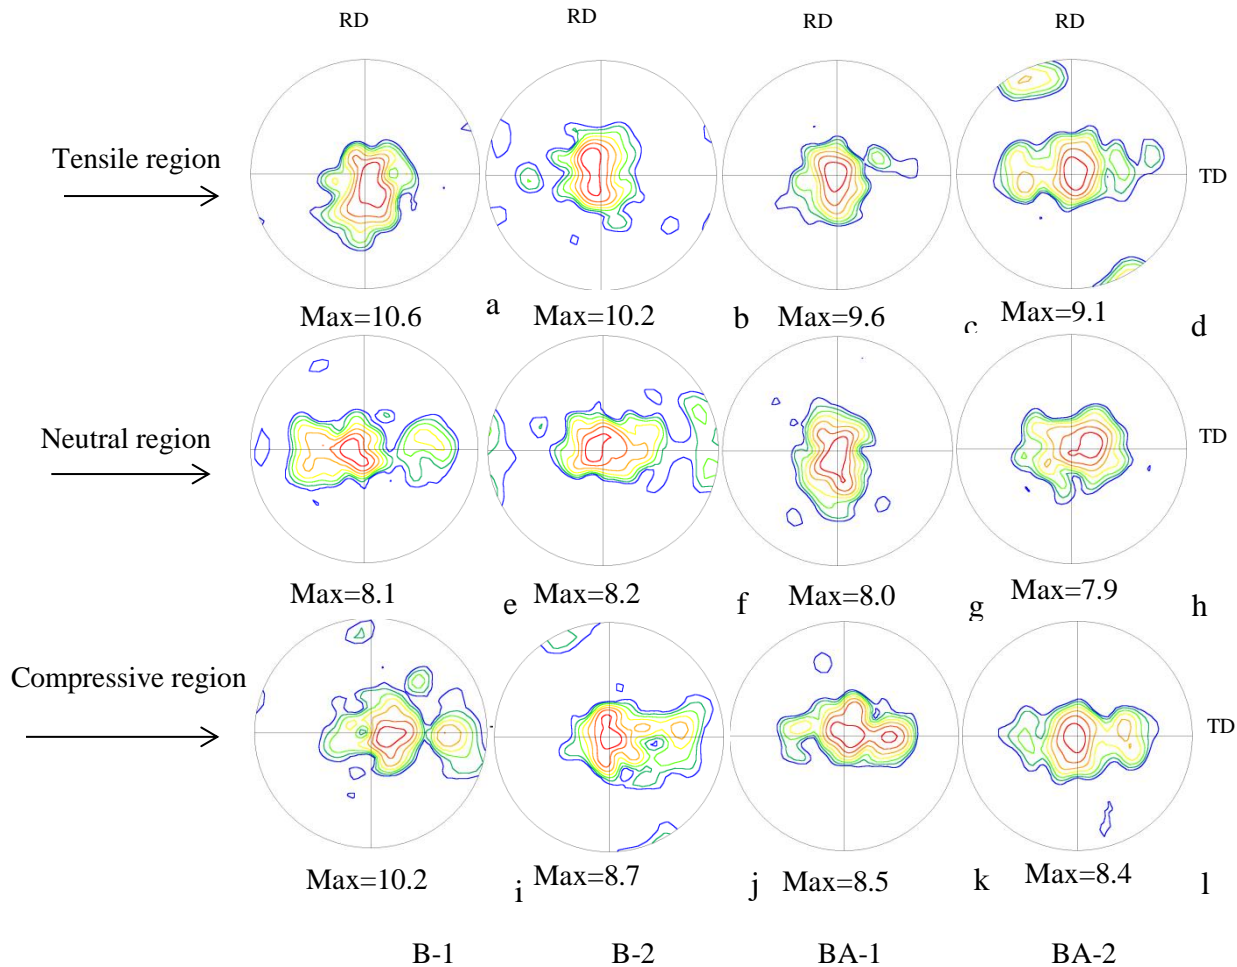 RD RD RD RD
Tensile region
TD
Max=10.6 a Max=10.2 b Max=9.6 c Max=9.1 d
Neutral region
TD
Max=8.1 e Max=8.2 f Max=8.0 g Max=7.9 h
Compressive region
TD
Max=10.2 i Max=8.7 j Max=8.5 k Max=8.4 l
B-1 B-2 BA-1 BA-2